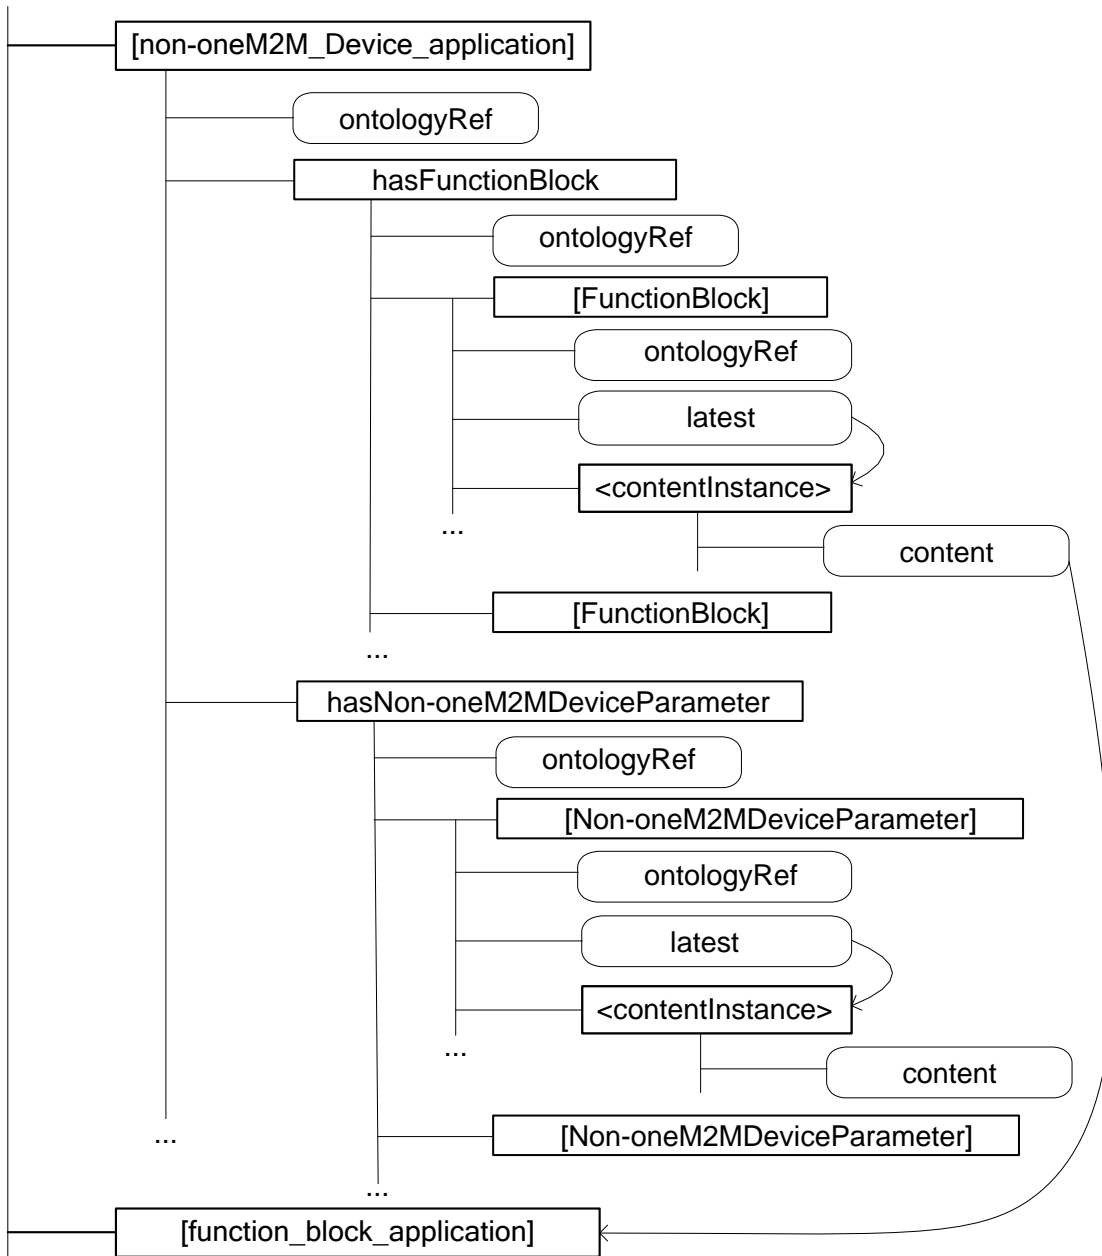 [non-oneM2M_Device_application]
ontologyRef
hasFunctionBlock
ontologyRef
[FunctionBlock]
ontologyRef
latest
<contentInstance>
...
content
[FunctionBlock]
...
hasNon-oneM2MDeviceParameter
ontologyRef
[Non-oneM2MDeviceParameter]
ontologyRef
latest
<contentInstance>
...
content
...
[Non-oneM2MDeviceParameter]
...
[function_block_application]